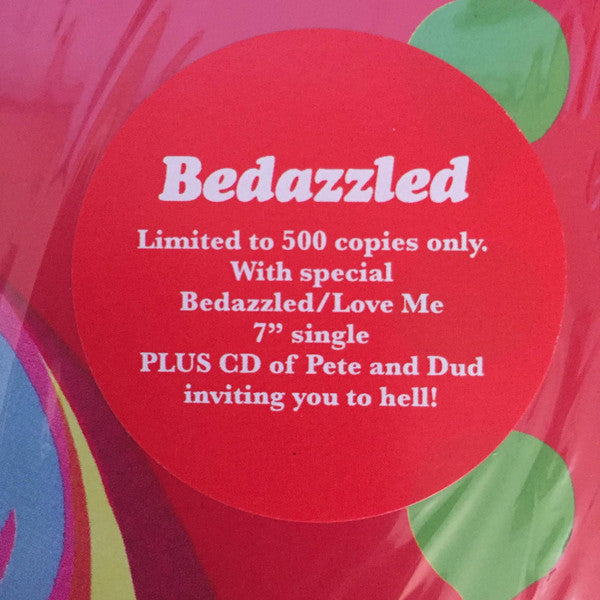 Bedazzled
Limited to 500 copies only.
With special
Bedazzled/Love Me
7” single
PLUS CD of Pete and Dud
inviting you to hell!